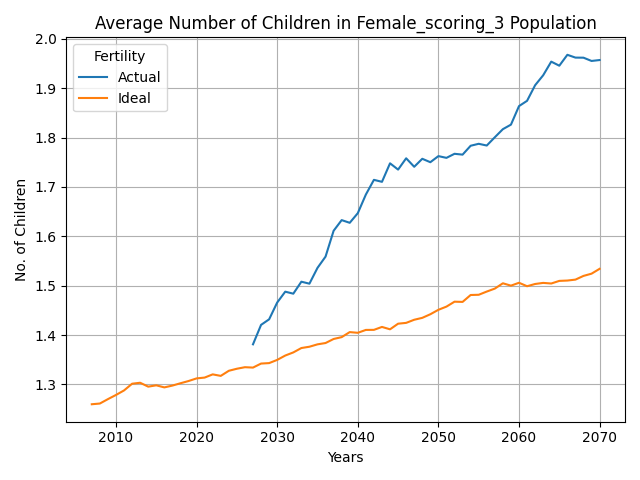 Average Number of Children in Female_scoring_3 Population
Fertility
Actual
Ideal
No. of Children
2.0
1.9
1.8
1.7
1.6
1.5
1.4
1.3
2010 2020 2030 2040 2050 2060 2070
Years